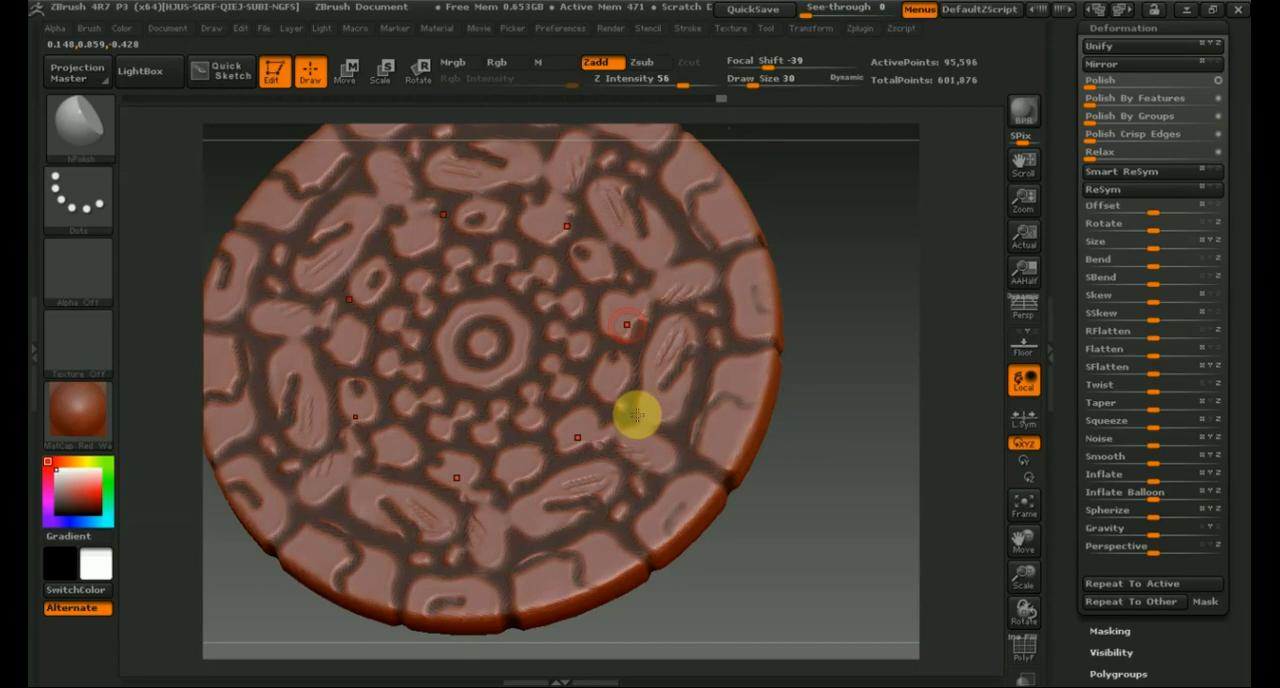 ZBrush 4R7 P3 (x64)[HJUS-SGRF-QIEJ-SUBI-NGFS] ZBrush Document • Free Mem 0.653GB • Active Mem 471 • Scratch D QuickSave See-through 0 Menus DefaultZScript
Alpha Brush Color Document Draw Edit File Layer Light Macro Marker Material Movie Picker Preferences Render Stencil Stroke Texture Tool Transform Zplugin Zscript
0.148,0.859,-0.428
Projection Master
LightBox
Quick Sketch
Edit
Draw
Move
Scale
Rotate
Mrgb Rgb M
Rgb Intensity
Zadd Zsub Zcut
Z Intensity 56
Focal Shift -39
Draw Size 30 Dynamic
ActivePoints: 95,596
TotalPoints: 601,876
Dots
Alpha Off
Texture Off
MatCap Red Wa
Gradient
SwitchColor
Alternate
BPR
SPix
Scroll
Zoom
Actual
AAHalf
Dynamic
Persp
Floor
Local
L.Sym
XYZ
Frame
Move
Scale
Rotate
PolyF
Deformation
Unify
Mirror
Polish
Polish By Features
Polish By Groups
Polish Crisp Edges
Relax
Smart ReSym
ReSym
Offset
Rotate
Size
Bend
SBend
Skew
SSkew
RFlatten
Flatten
SFlatten
Twist
Taper
Squeeze
Noise
Smooth
Inflate
Inflate Balloon
Spherize
Gravity
Perspective
Repeat To Active
Repeat To Other Mask
Masking
Visibility
Polygroups